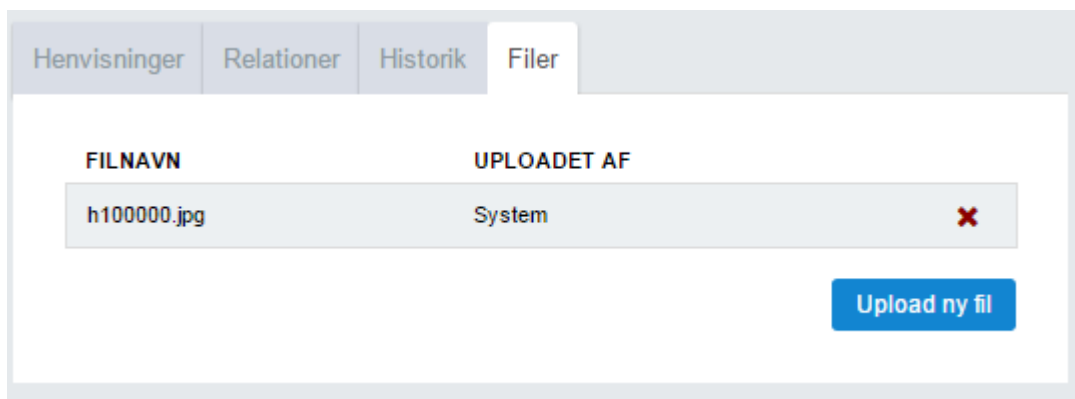 Henvisninger Relationer Historik Filer
FILNAVN UPLOADET AF
h100000.jpg System
Upload ny fil